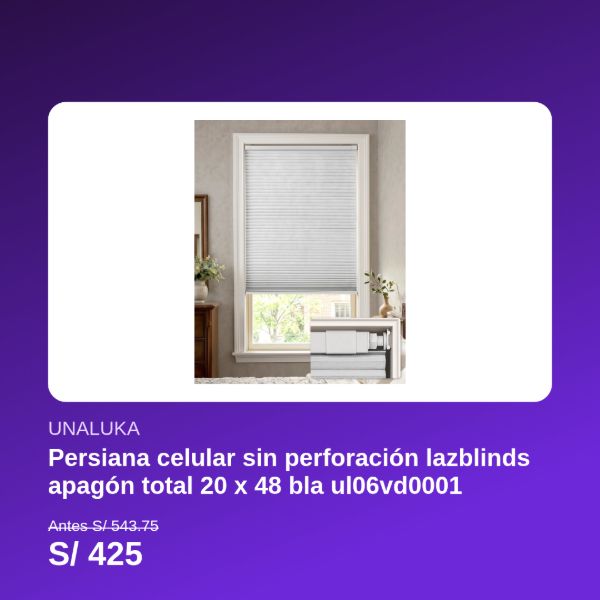 UNALUKA
Persiana celular sin perforación lazblinds
apagón total 20 x 48 bla ul06vd0001
Antes S/ 543.75
S/ 425